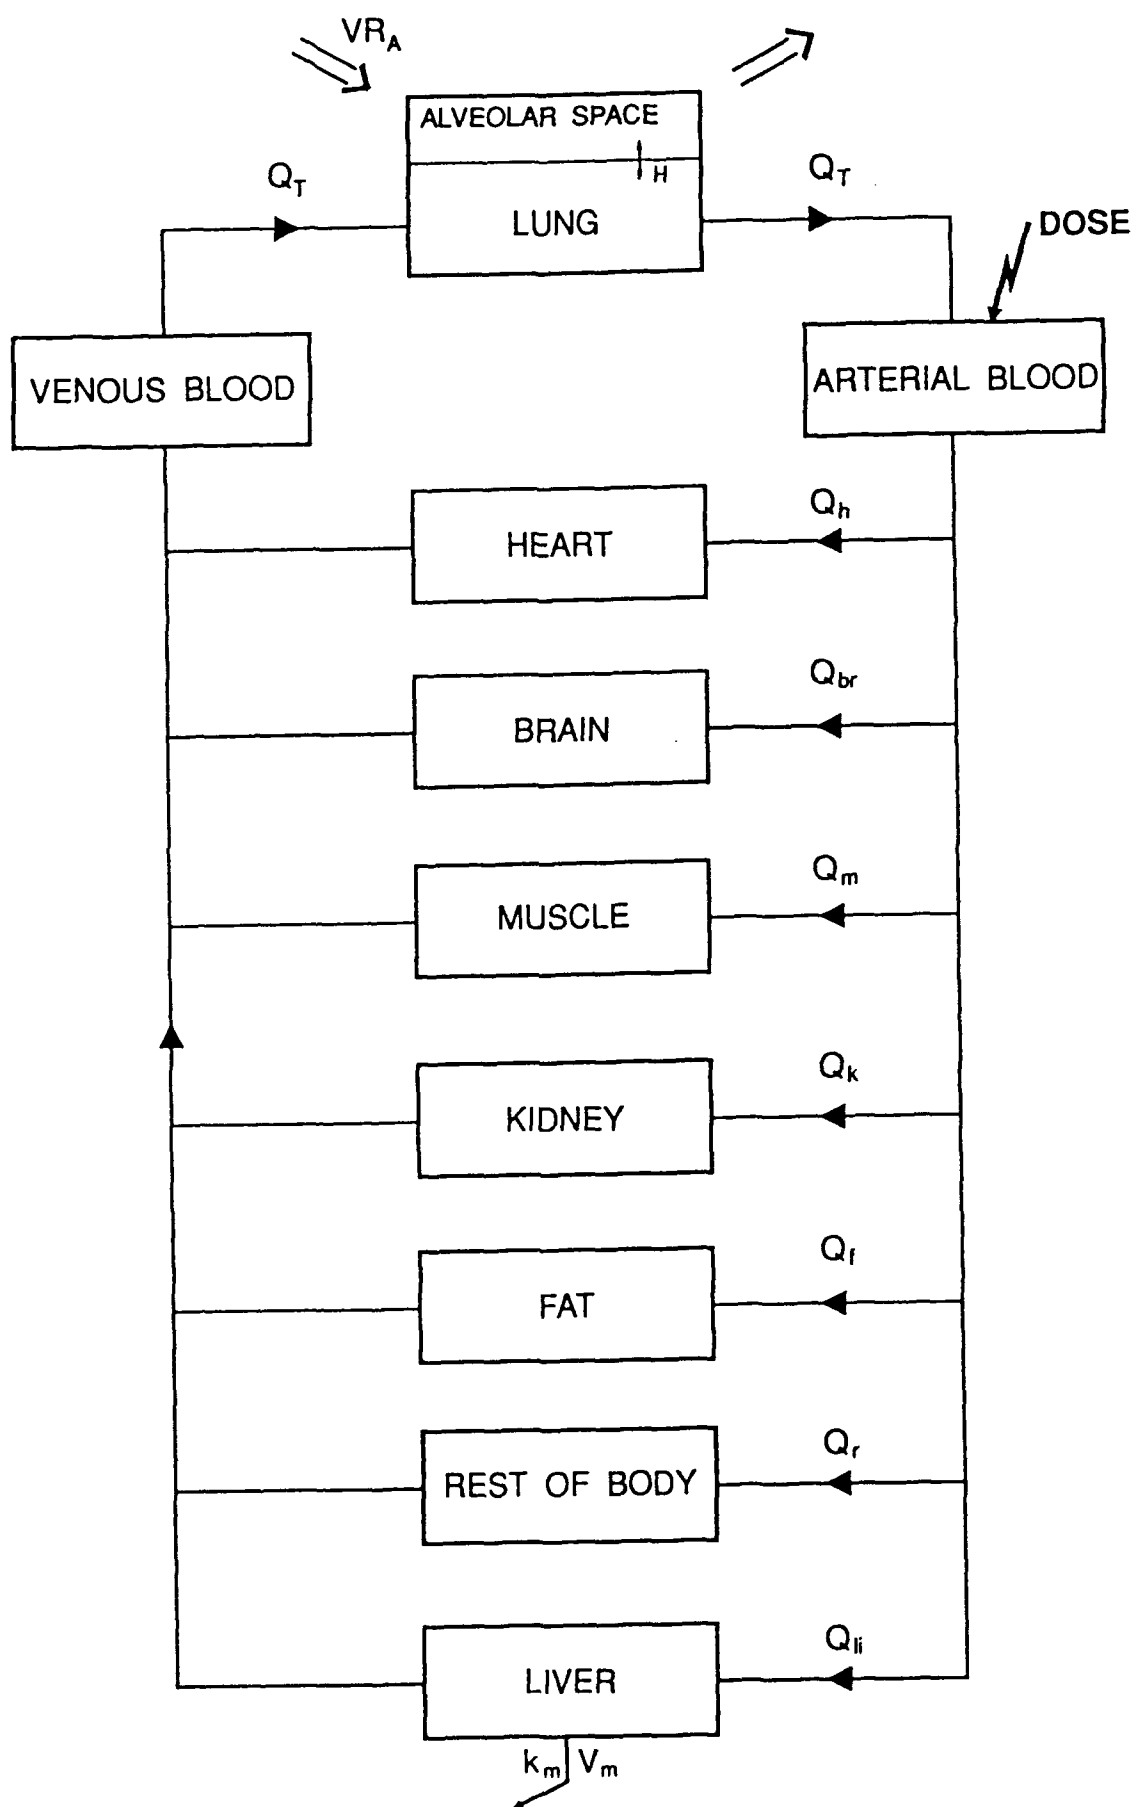 VR_A
ALVEOLAR SPACE
H
Q_T
Q_T
LUNG
DOSE
VENOUS BLOOD
ARTERIAL BLOOD
Q_h
HEART
Q_br
BRAIN
Q_m
MUSCLE
Q_k
KIDNEY
Q_f
FAT
Q_r
REST OF BODY
Q_li
LIVER
k_m V_m